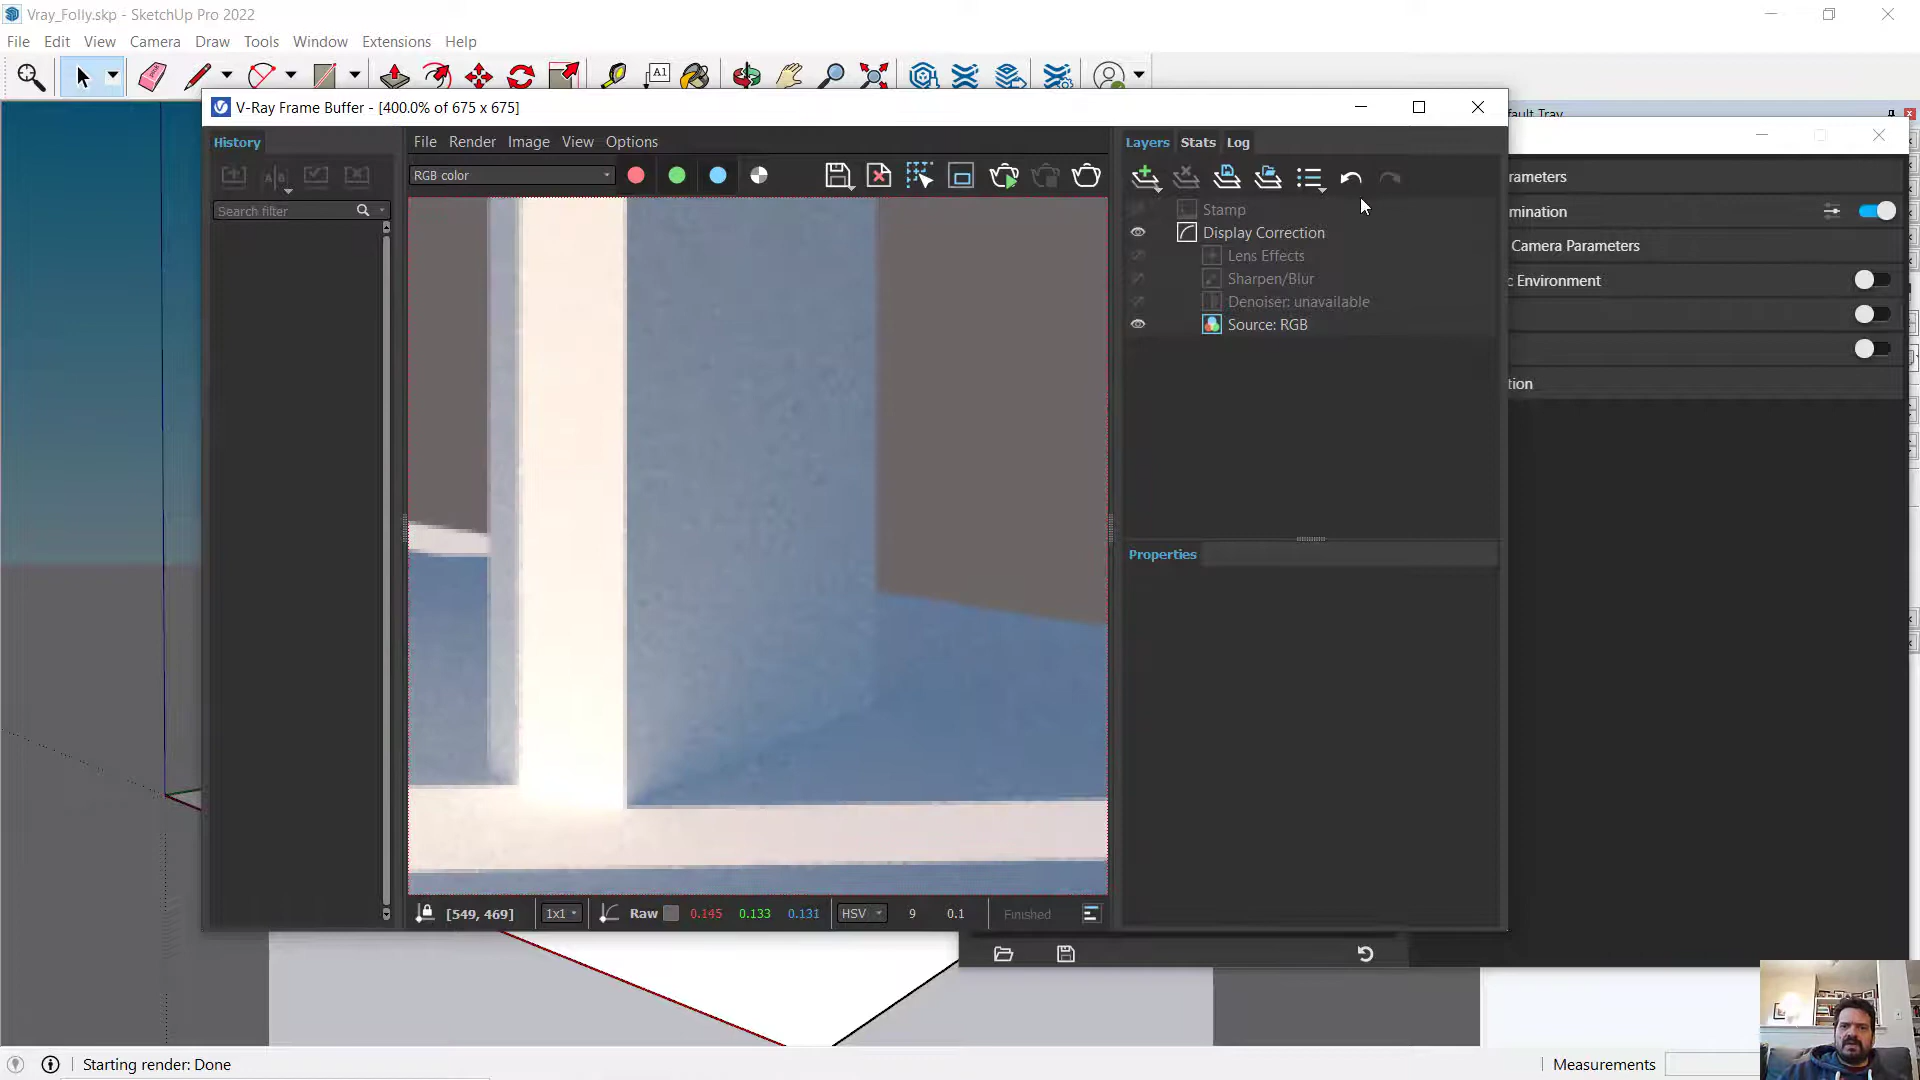 Vray_Folly.skp - SketchUp Pro 2022
File Edit View Camera Draw Tools Window Extensions Help
A1
V-Ray Frame Buffer - [400.0% of 675 x 675]
fault Tray
History
File Render Image View Options
Layers Stats Log
RGB color
Search filter
Stamp
Display Correction
Lens Effects
Sharpen/Blur
Denoiser: unavailable
Source: RGB
rameters
mination
Camera Parameters
c Environment
tion
Properties
[549, 469]
1x1
Raw 0.145 0.133 0.131
HSV
9 0.1
Finished
Starting render: Done
Measurements